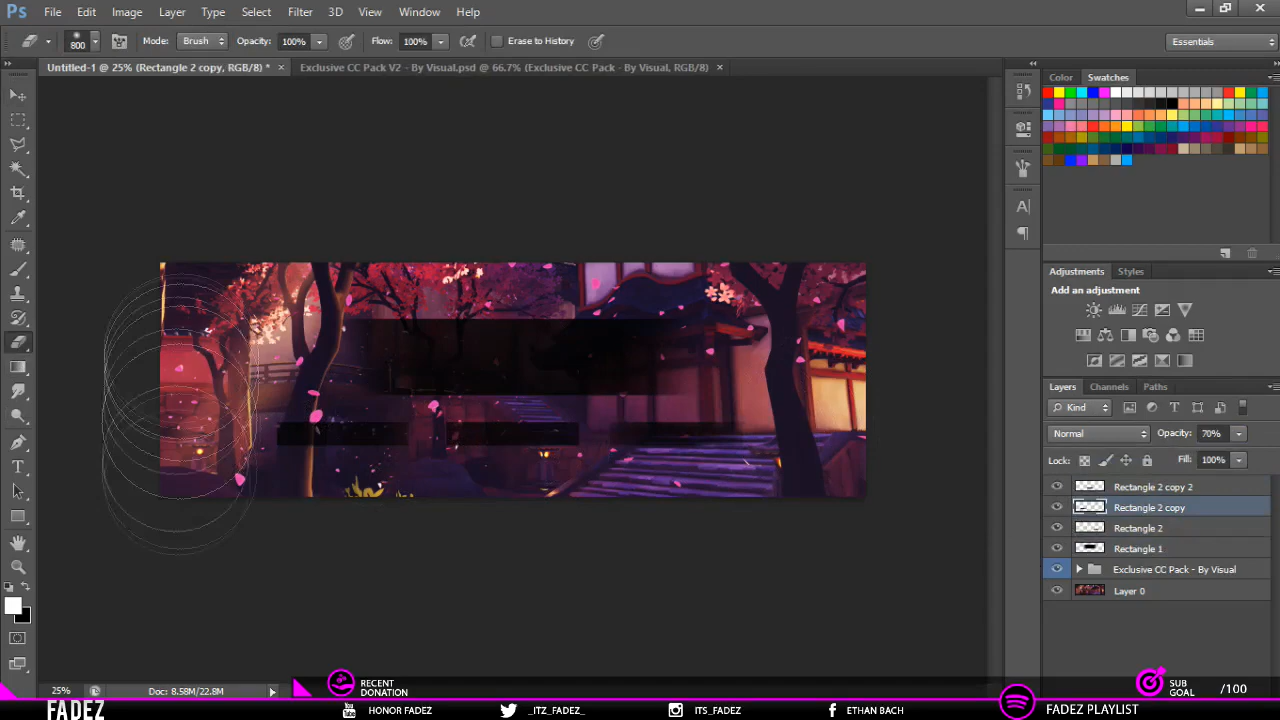 Ps File Edit Image Layer Type Select Filter 3D View Window Help
800 Mode: Brush Opacity: 100% Flow: 100% Erase to History Essentials
Untitled-1 @ 25% (Rectangle 2 copy, RGB/8) * × Exclusive CC Pack V2 - By Visual.psd @ 66.7% (Exclusive CC Pack - By Visual, RGB/8) ×
Color Swatches
Adjustments Styles
Add an adjustment
Layers Channels Paths
Kind
Normal Opacity: 70%
Lock: Fill: 100%
Rectangle 2 copy 2
Rectangle 2 copy
Rectangle 2
Rectangle 1
Exclusive CC Pack - By Visual
Layer 0
25% Doc: 8.58M/22.8M
RECENT
DONATION
SUB
GOAL /100
FADEZ
You
Tube
HONOR FADEZ _ITZ_FADEZ_ ITS_FADEZ ETHAN BACH FADEZ PLAYLIST